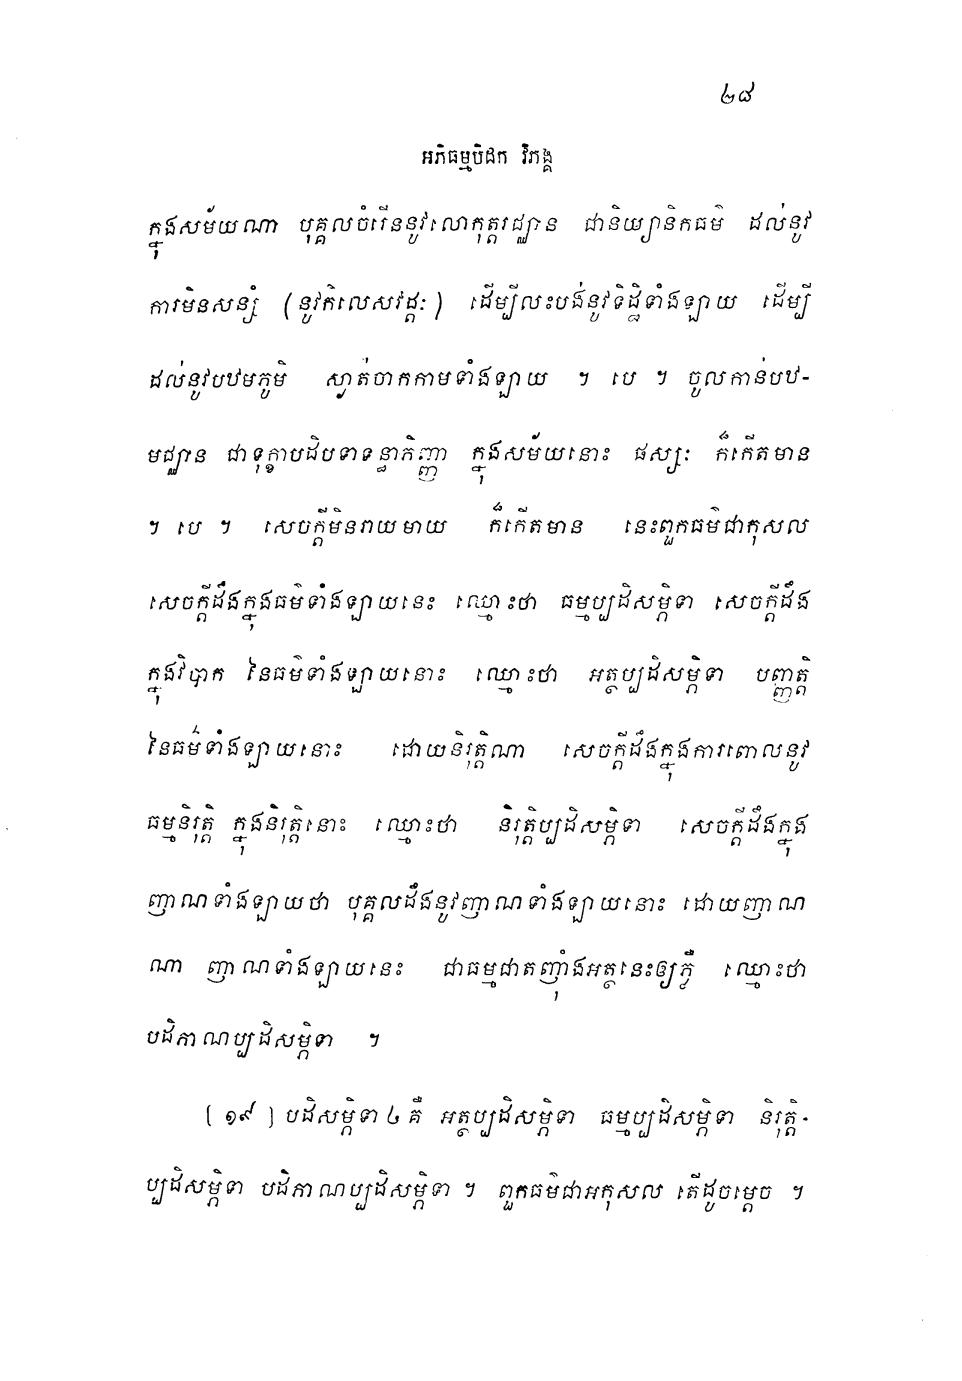 ២៨
អភិធម្មបិដក វិភង្គ
ក្នុងសម័យណា បុគ្គលចំរើននូវលោកុត្តរជ្ឈាន ជានិយ្យានិកធម៌ ដល់នូវ
ការមិនសន្សំ (នូវកិលេសវដ្តៈ) ដើម្បីលះបង់នូវទិដ្ឋិទាំងឡាយ ដើម្បី
ដល់នូវបឋមភូមិ ស្ងាត់ចាកកាមទាំងឡាយ ។ បេ ។ ចូលកាន់បឋ-
មជ្ឈាន ជាទុក្ខាបដិបទាទន្ធាភិញ្ញា ក្នុងសម័យនោះ ផស្សៈ ក៏កើតមាន
។ បេ ។ សេចក្តីមិនរាយមាយ ក៏កើតមាន នេះពួកធម៌ជាកុសល
សេចក្តីដឹងក្នុងធម៌ទាំងឡាយនេះ ឈ្មោះថា ធម្មប្បដិសម្ភិទា សេចក្តីដឹង
ក្នុងវិបាក នៃធម៌ទាំងឡាយនោះ ឈ្មោះថា អត្ថប្បដិសម្ភិទា បញ្ញត្តិ
នៃធម៌ទាំងឡាយនោះ ដោយនិរុត្តិណា សេចក្តីដឹងក្នុងការពោលនូវ
ធម្មនិរុត្តិ ក្នុងនិរុត្តិនោះ ឈ្មោះថា និរុត្តិប្បដិសម្ភិទា សេចក្តីដឹងក្នុង
ញាណទាំងឡាយថា បុគ្គលដឹងនូវញាណទាំងឡាយនោះ ដោយញាណ
ណា ញាណទាំងឡាយនេះ ជាធម្មជាតញុំាងអត្ថនេះឲ្យភ្លឺ ឈ្មោះថា
បដិភាណប្បដិសម្ភិទា ។
[១៩] បដិសម្ភិទា ៤ គឺ អត្ថប្បដិសម្ភិទា ធម្មប្បដិសម្ភិទា និរុត្តិ-
ប្បដិសម្ភិទា បដិភាណប្បដិសម្ភិទា ។ ពួកធម៌ជាអកុសល តើដូចម្តេច ។